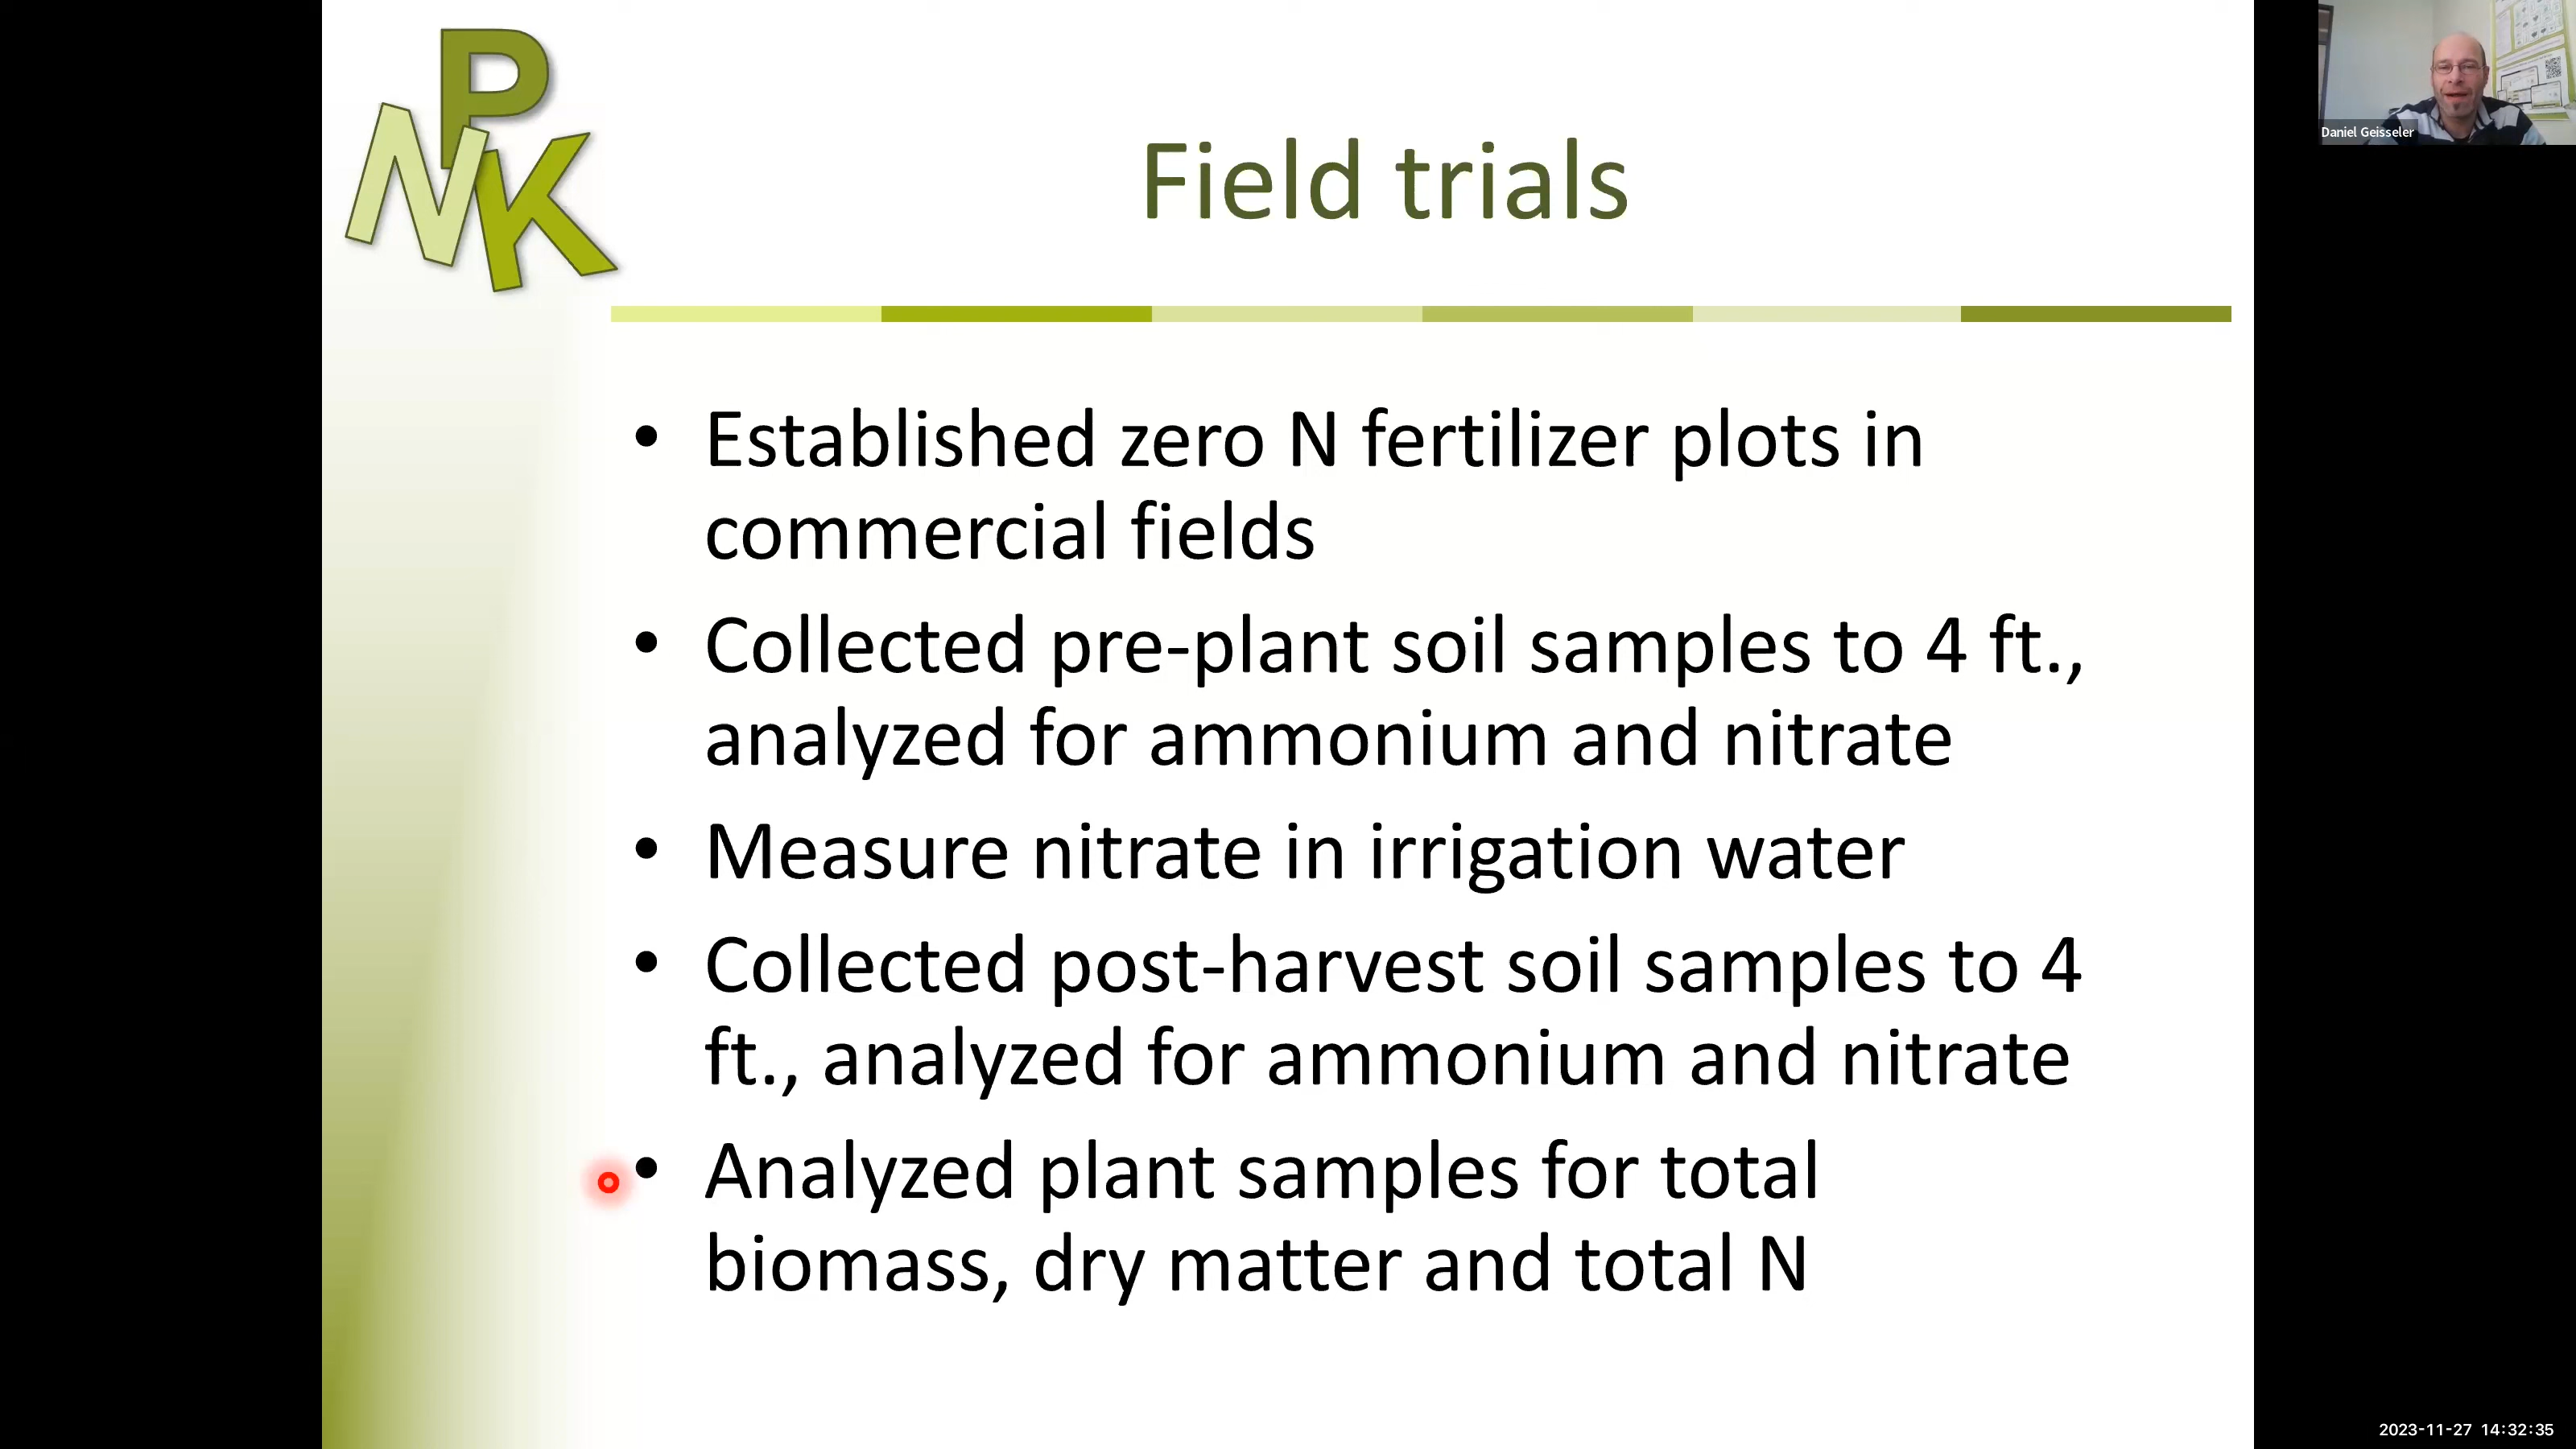 NPK
Daniel Geisseler
Field trials
• Established zero N fertilizer plots in
commercial fields
• Collected pre-plant soil samples to 4 ft.,
analyzed for ammonium and nitrate
• Measure nitrate in irrigation water
• Collected post-harvest soil samples to 4
ft., analyzed for ammonium and nitrate
• Analyzed plant samples for total
biomass, dry matter and total N
2023-11-27 14:32:35